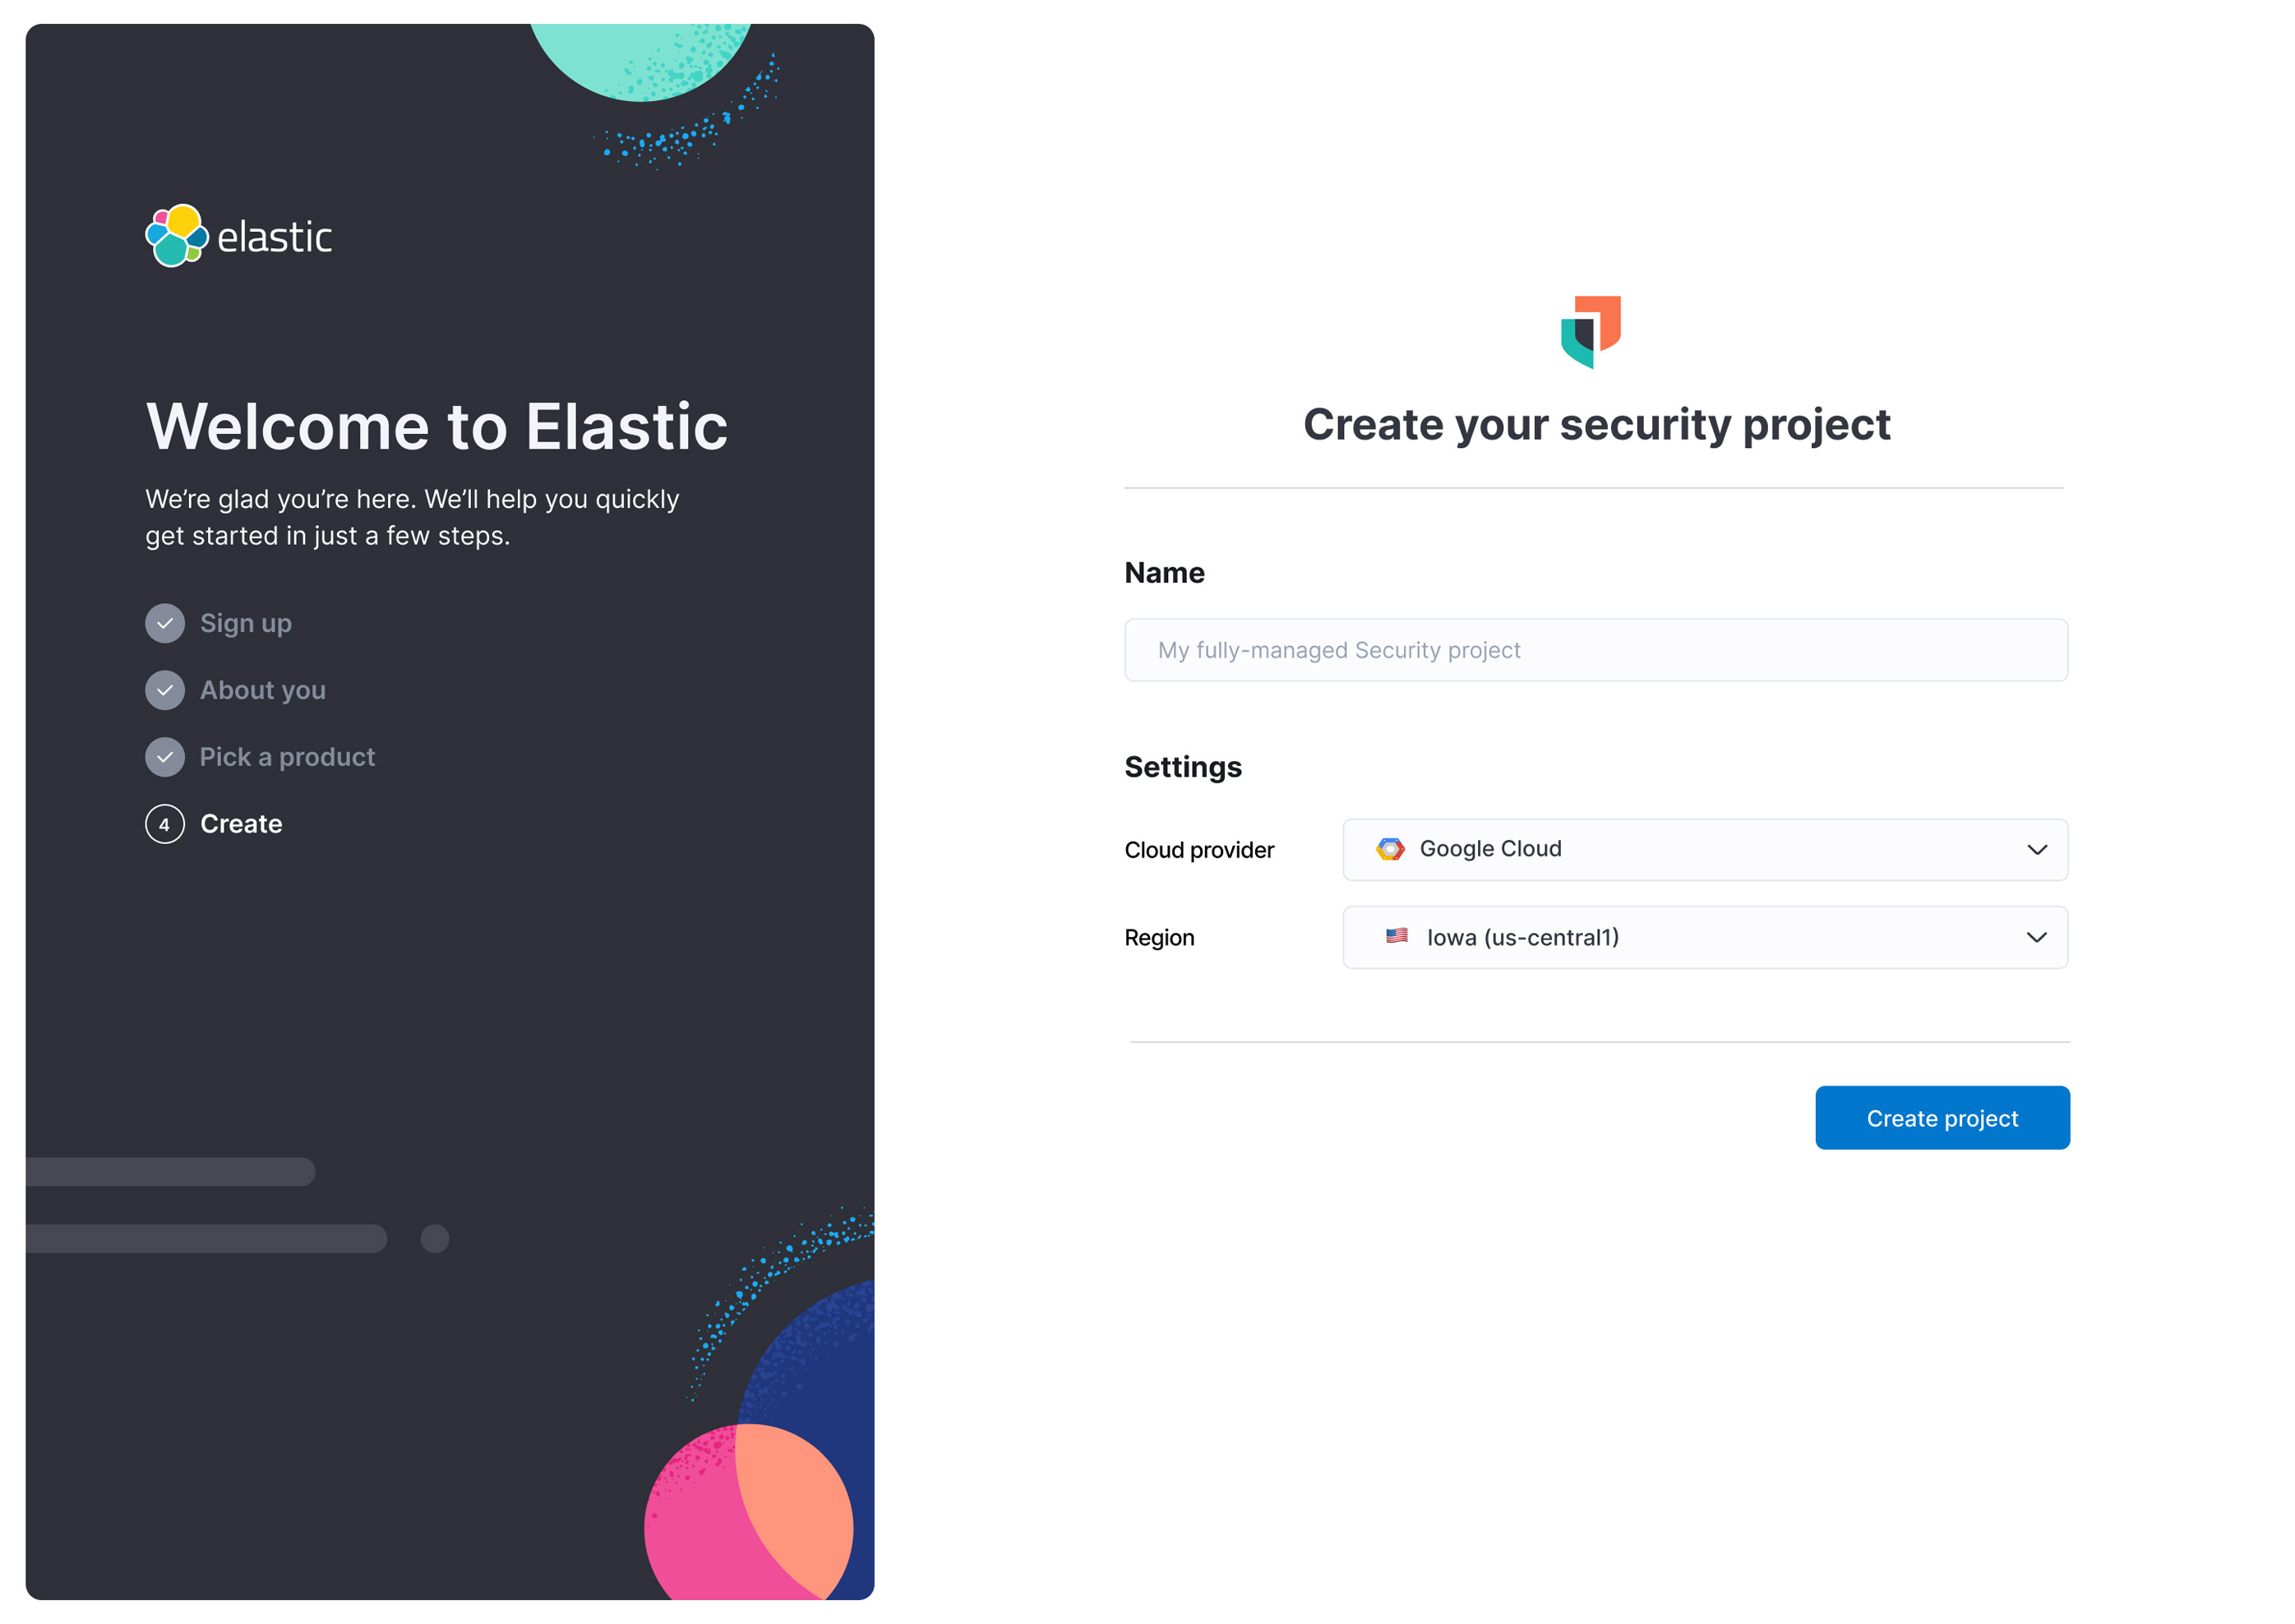 elastic
Welcome to Elastic
We’re glad you’re here. We’ll help you quickly
get started in just a few steps.
Sign up
About you
Pick a product
4 Create
Create your security project
Name
My fully-managed Security project
Settings
Cloud provider
Google Cloud
Region
Iowa (us-central1)
Create project